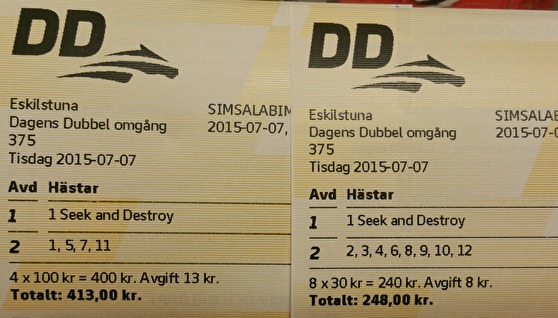 DD
Eskilstuna
SIMSALABIM
Dagens Dubbel omgång
2015-07-07,
375
Tisdag 2015-07-07
Avd Hästar
1 1 Seek and Destroy
2 1, 5, 7, 11
4 x 100 kr = 400 kr. Avgift 13 kr.
Totalt: 413,00 kr.
DD
Eskilstuna
Dagens Dubbel omgång
375
Tisdag 2015-07-07
Avd Hästar
1 1 Seek and Destroy
2 2, 3, 4, 6, 8, 9, 10, 12
8 x 30 kr = 240 kr. Avgift 8 kr.
Totalt: 248,00 kr.